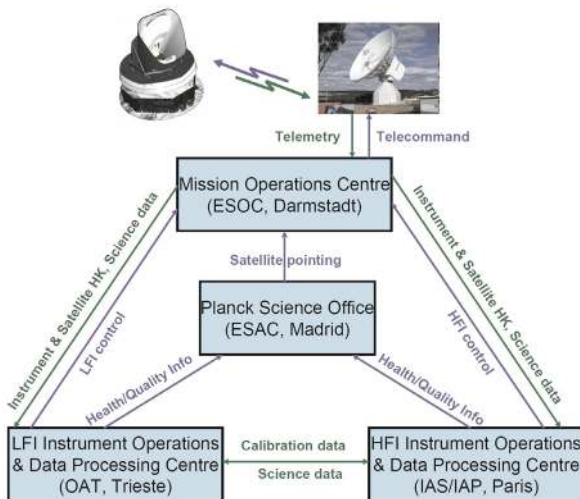 Telemetry
Telecommand
Mission Operations Centre
(ESOC, Darmstadt)
Instrument & Satellite HK, Science data
LFI control
Satellite pointing
HFI control
Instrument & Satellite HK, Science data
Planck Science Office
(ESAC, Madrid)
Health/Quality Info
Health/Quality Info
LFI Instrument Operations
& Data Processing Centre
(OAT, Trieste)
Calibration data
Science data
HFI Instrument Operations
& Data Processing Centre
(IAS/IAP, Paris)